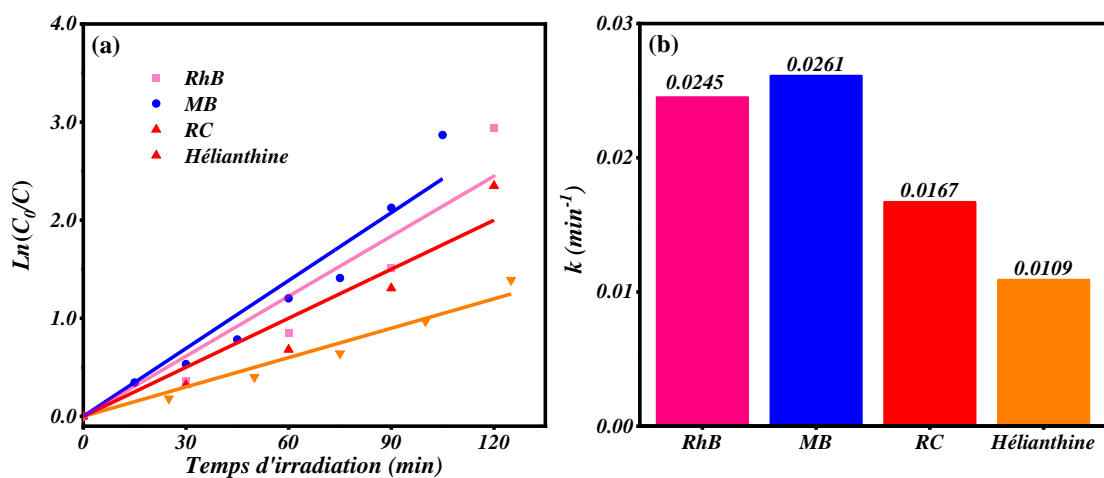 (a)
RhB
MB
RC
Hélianthine
Ln(C0/C)
4.0
3.0
2.0
1.0
0.0
0
30
60
90
120
Temps d'irradiation (min)
(b)
k (min-1)
0.03
0.02
0.01
0.00
0.0245
0.0261
0.0167
0.0109
RhB
MB
RC
Hélianthine